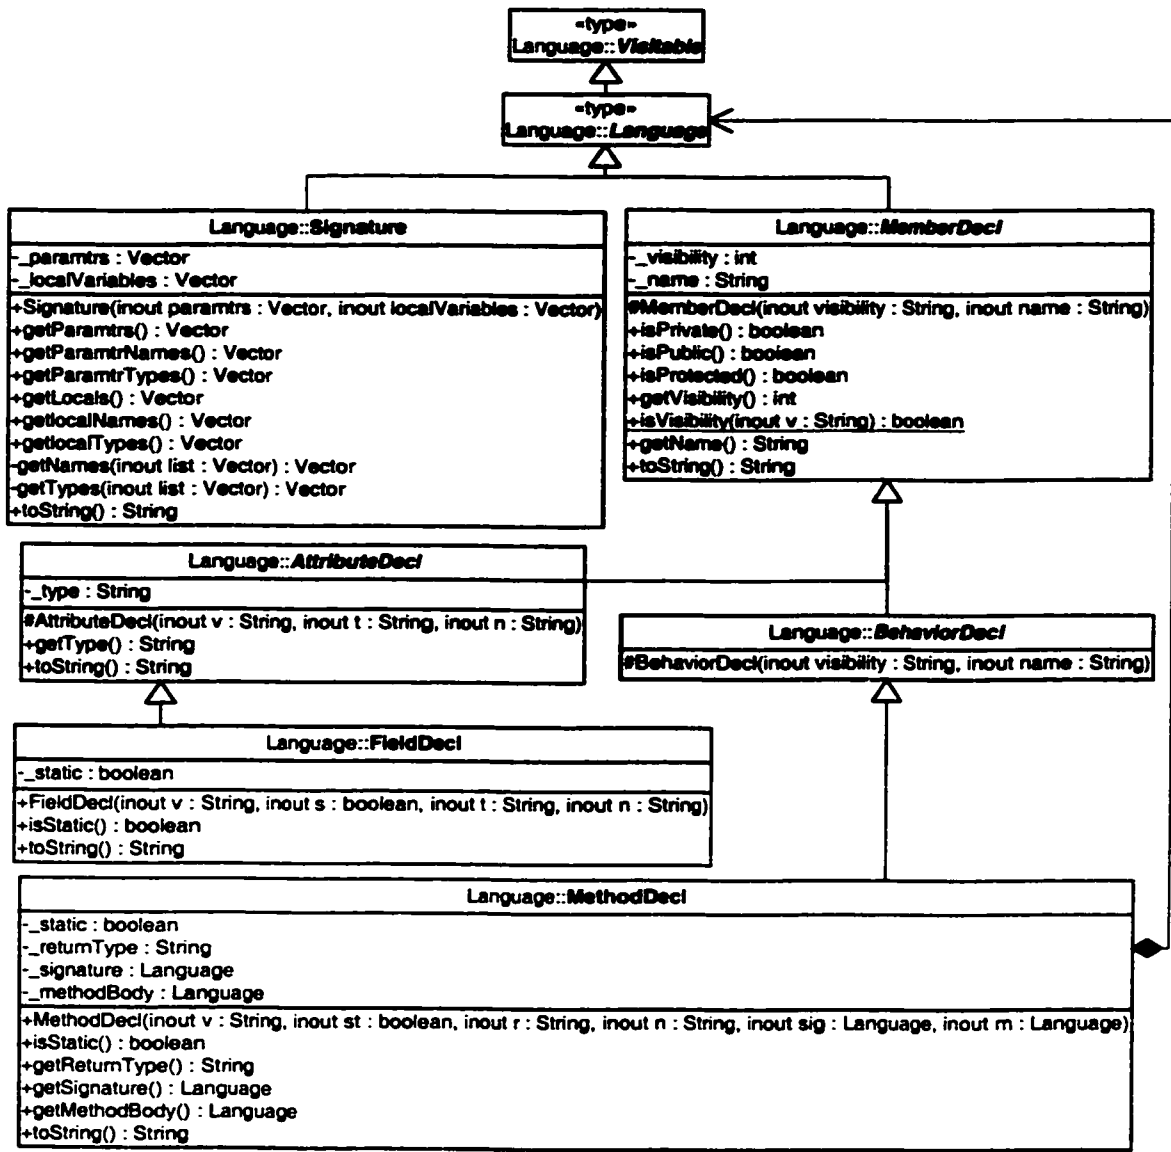 «type»
Language::Visitable
«type»
Language::Language
Language::Signature
-_paramtrs : Vector
-_localVariables : Vector
+Signature(inout paramtrs : Vector, inout localVariables : Vector)
+getParamtrs() : Vector
+getParamtrNames() : Vector
+getParamtrTypes() : Vector
+getLocals() : Vector
+getlocalNames() : Vector
+getlocalTypes() : Vector
-getNames(inout list : Vector) : Vector
-getTypes(inout list : Vector) : Vector
+toString() : String
Language::MemberDecl
-_visibility : int
-_name : String
#MemberDecl(inout visibility : String, inout name : String)
+isPrivate() : boolean
+isPublic() : boolean
+isProtected() : boolean
+getVisibility() : int
+isVisibility(inout v : String) : boolean
+getName() : String
+toString() : String
Language::AttributeDecl
-_type : String
#AttributeDecl(inout v : String, inout t : String, inout n : String)
+getType() : String
+toString() : String
Language::BehaviorDecl
#BehaviorDecl(inout visibility : String, inout name : String)
Language::FieldDecl
-_static : boolean
+FieldDecl(inout v : String, inout s : boolean, inout t : String, inout n : String)
+isStatic() : boolean
+toString() : String
Language::MethodDecl
-_static : boolean
-_returnType : String
-_signature : Language
-_methodBody : Language
+MethodDecl(inout v : String, inout st : boolean, inout r : String, inout n : String, inout sig : Language, inout m : Language)
+isStatic() : boolean
+getReturnType() : String
+getSignature() : Language
+getMethodBody() : Language
+toString() : String